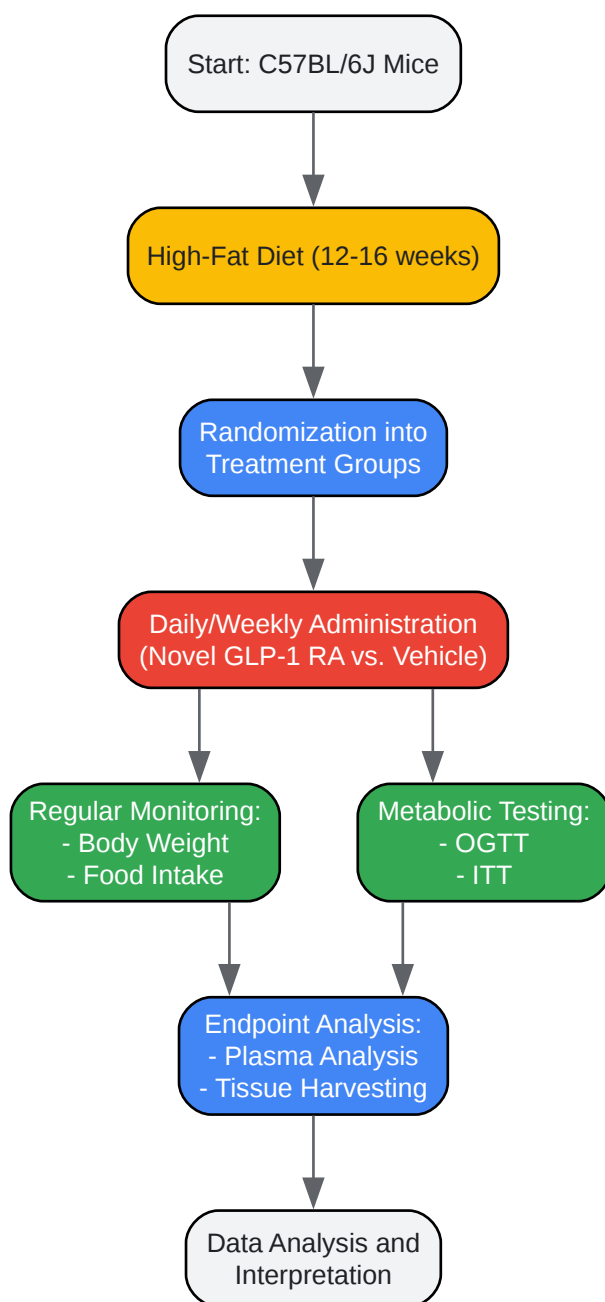 Start: C57BL/6J Mice
High-Fat Diet (12-16 weeks)
Randomization into
Treatment Groups
Daily/Weekly Administration
(Novel GLP-1 RA vs. Vehicle)
Regular Monitoring:
- Body Weight
- Food Intake
Metabolic Testing:
- OGTT
- ITT
Endpoint Analysis:
- Plasma Analysis
- Tissue Harvesting
Data Analysis and
Interpretation